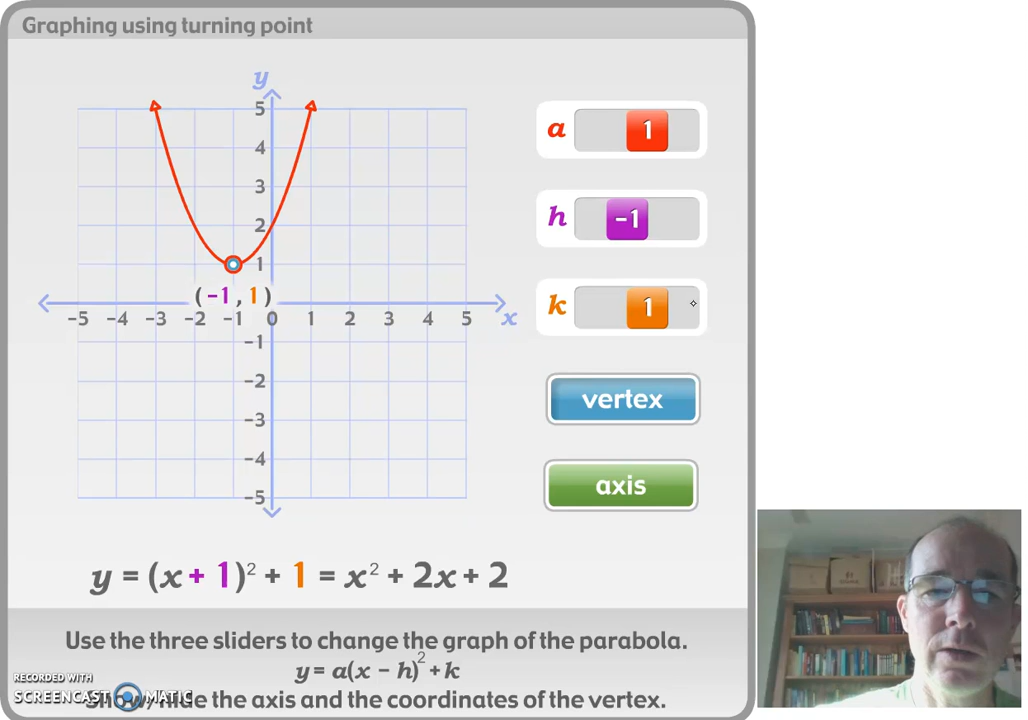 Graphing using turning point
y
5
4
3
2
1
(-1, 1)
-5 -4 -3 -2 -1 0 1 2 3 4 5 x
-1
-2
-3
-4
-5
a 1
h -1
k 1
vertex
axis
y = (x + 1)² + 1 = x² + 2x + 2
Use the three sliders to change the graph of the parabola.
y = a(x - h)² + k
the axis and the coordinates of the vertex.
RECORDED WITH
SCREENCAST MATIC